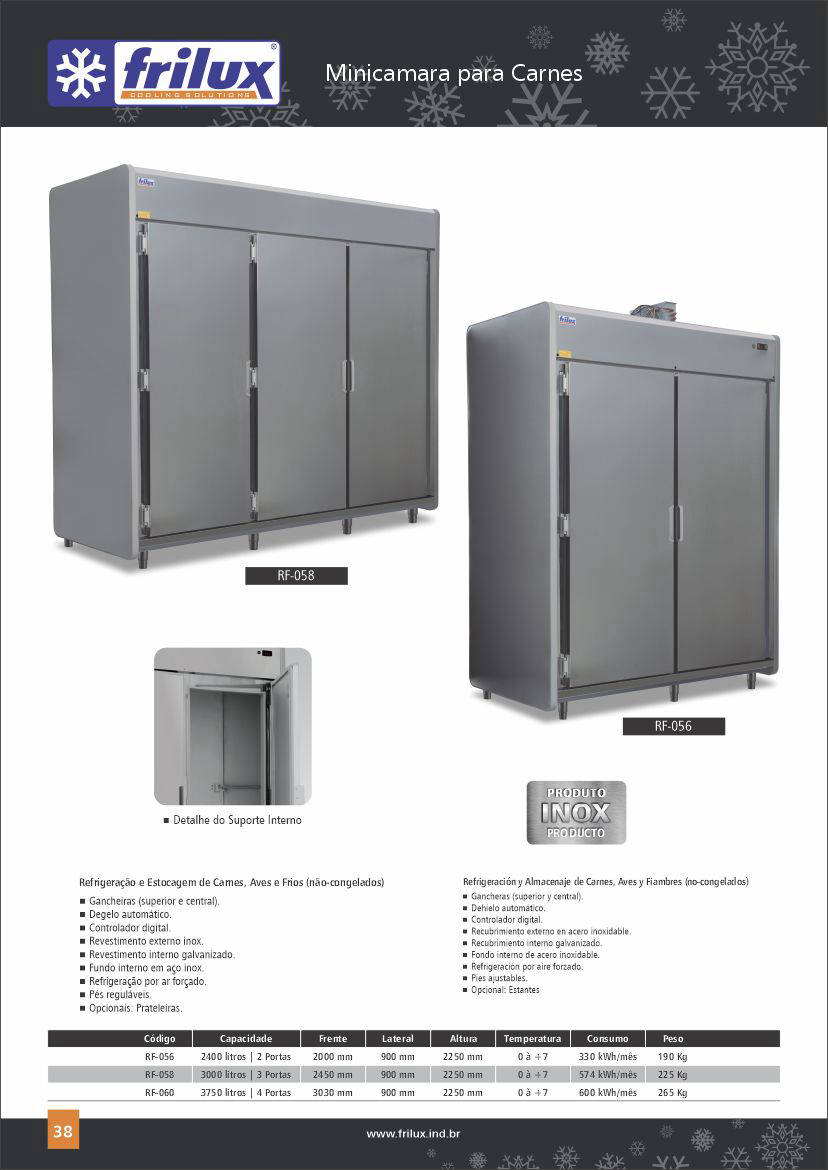 frilux®
COOLING SOLUTIONS
Minicamara para Carnes
frilux
frilux
RF-058
RF-056
■ Detalhe do Suporte Interno
PRODUTO
INOX
PRODUCTO
Refrigeração e Estocagem de Carnes, Aves e Frios (não-congelados)
■ Gancheiras (superior e central).
■ Degelo automático.
■ Controlador digital.
■ Revestimento externo inox.
■ Revestimento interno galvanizado.
■ Fundo interno em aço inox.
■ Refrigeração por ar forçado.
■ Pés reguláveis.
■ Opcionais: Prateleiras.
Refrigeración y Almacenaje de Carnes, Aves y Fiambres (no-congelados)
■ Gancheras (superior y central).
■ Dehielo automático.
■ Controlador digital.
■ Recubrimiento externo en acero inoxidable.
■ Recubrimiento interno galvanizado.
■ Fondo interno de acero inoxidable.
■ Refrigeración por aire forzado.
■ Pies ajustables.
■ Opcional: Estantes
Código Capacidade Frente Lateral Altura Temperatura Consumo Peso
RF-056 2400 litros | 2 Portas 2000 mm 900 mm 2250 mm 0 à ÷7 330 kWh/mês 190 Kg
RF-058 3000 litros | 3 Portas 2450 mm 900 mm 2250 mm 0 à ÷7 574 kWh/mês 225 Kg
RF-060 3750 litros | 4 Portas 3030 mm 900 mm 2250 mm 0 à ÷7 600 kWh/mês 265 Kg
38
www.frilux.ind.br